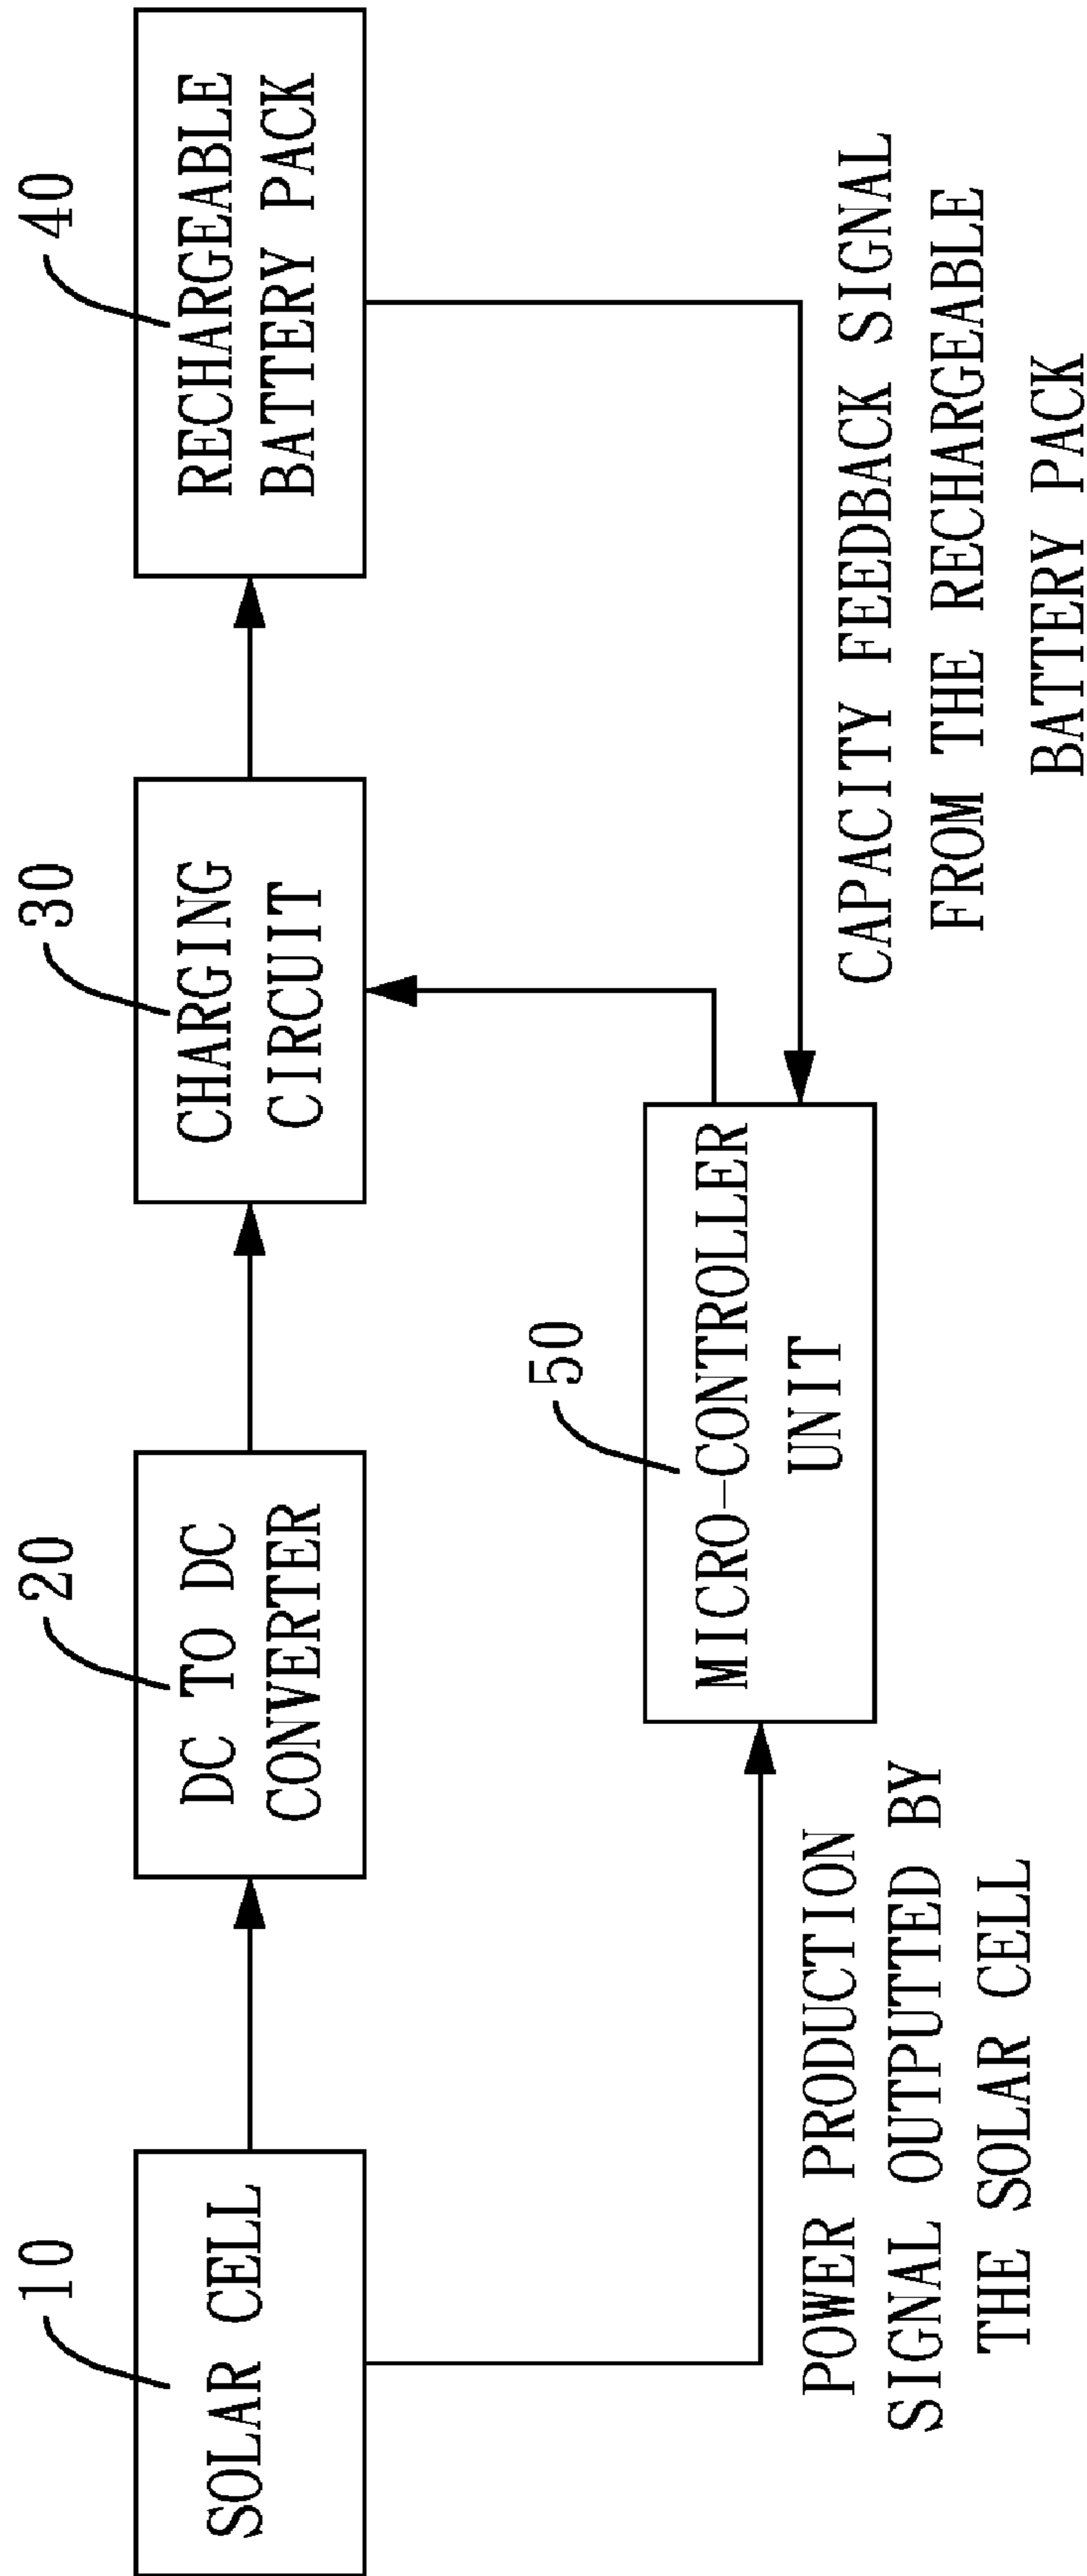 10
SOLAR CELL
20
DC TO DC
CONVERTER
30
CHARGING
CIRCUIT
40
RECHARGEABLE
BATTERY PACK
50
MICRO-CONTROLLER
UNIT
POWER PRODUCTION
SIGNAL OUTPUTTED BY
THE SOLAR CELL
CAPACITY FEEDBACK SIGNAL
FROM THE RECHARGEABLE
BATTERY PACK